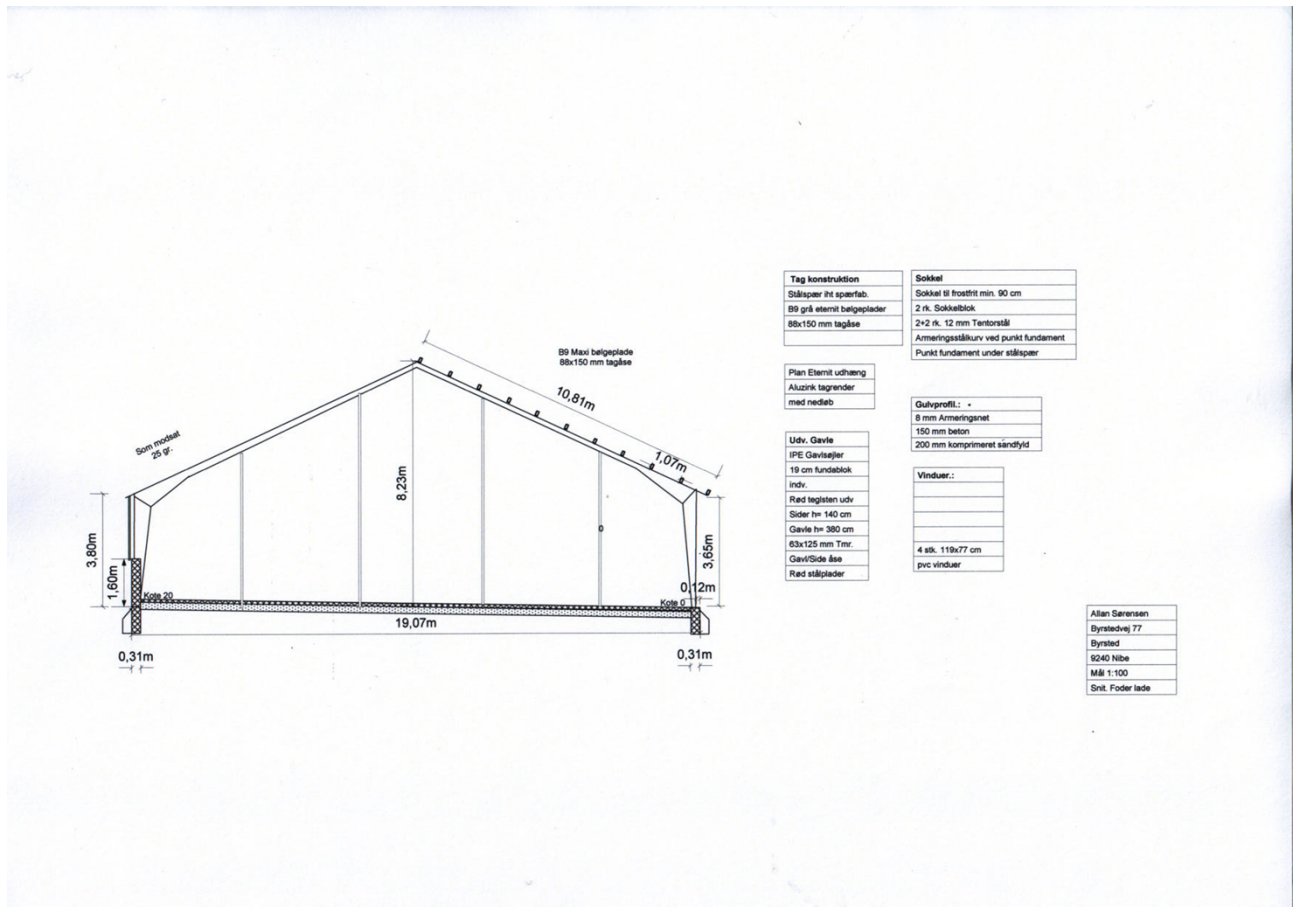 Tag konstruktion
Stålspær iht spærfab.
B9 grå eternit bølgeplader
88x150 mm tagåse
Sokkel
Sokkel til frostfrit min. 90 cm
2 rk. Sokkelblok
2+2 rk. 12 mm Tentorstål
Armeringsstålkurv ved punkt fundament
Punkt fundament under stålspær
Plan Eternit udhæng
Aluzink tagrender
med nedløb
Gulvprofil.:
8 mm Armeringsnet
150 mm beton
200 mm komprimeret sandfyld
Udv. Gavle
IPE Gavlsøjler
19 cm fundablok
indv.
Rød teglsten udv
Sider h= 140 cm
Gavle h= 380 cm
63x125 mm Tmr.
Gavl/Side åse
Rød stålplader
Vinduer.:
4 stk. 119x77 cm
pvc vinduer
B9 Maxi bølgeplade
88x150 mm tagåse
10,81m
1,07m
Som modsat
25 gr.
8,23m
3,80m
1,60m
3,65m
0,12m
Kote 20
Kote 0
19,07m
0,31m
0,31m
Allan Sørensen
Byrstedvej 77
Byrsted
9240 Nibe
Mål 1:100
Snit. Foder lade